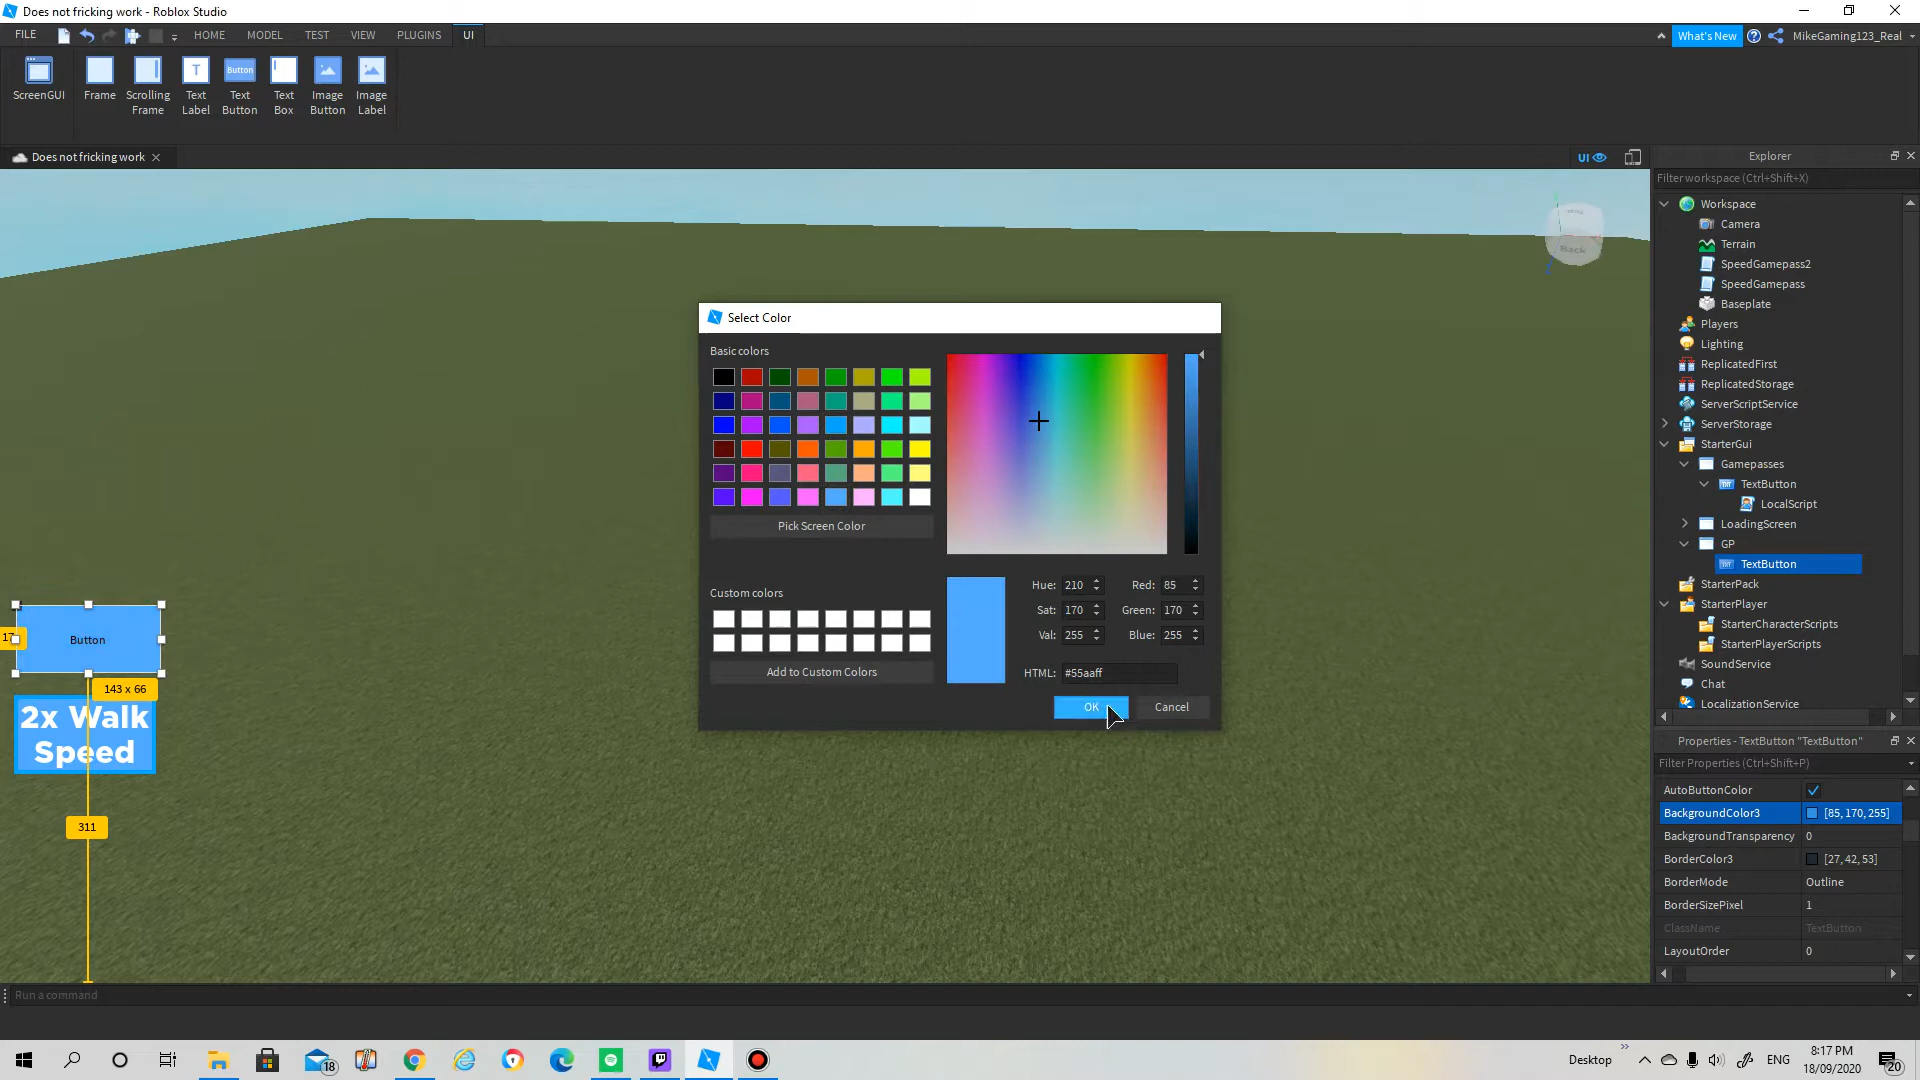 Does not fricking work - Roblox Studio
FILE HOME MODEL TEST VIEW PLUGINS UI What's New MikeGaming123_Real
ScreenGUI
Frame
Scrolling
Frame
T
Text
Label
Button
Text
Button
Text
Box
Image
Button
Image
Label
Does not fricking work
UI
Back
Select Color
Basic colors
Pick Screen Color
Custom colors
Add to Custom Colors
Hue: 210 Red: 85
Sat: 170 Green: 170
Val: 255 Blue: 255
HTML: #55aaff
OK Cancel
Button
17
143 x 66
2x Walk
Speed
311
Explorer
Filter workspace (Ctrl+Shift+X)
Workspace
Camera
Terrain
SpeedGamepass2
SpeedGamepass
Baseplate
Players
Lighting
ReplicatedFirst
ReplicatedStorage
ServerScriptService
ServerStorage
StarterGui
Gamepasses
TextButton
LocalScript
LoadingScreen
GP
TextButton
StarterPack
StarterPlayer
StarterCharacterScripts
StarterPlayerScripts
SoundService
Chat
LocalizationService
Properties - TextButton "TextButton"
Filter Properties (Ctrl+Shift+P)
AutoButtonColor
BackgroundColor3 [85, 170, 255]
BackgroundTransparency 0
BorderColor3 [27, 42, 53]
BorderMode Outline
BorderSizePixel 1
ClassName TextButton
LayoutOrder 0
Run a command
18
Desktop
ENG
8:17 PM
18/09/2020
20